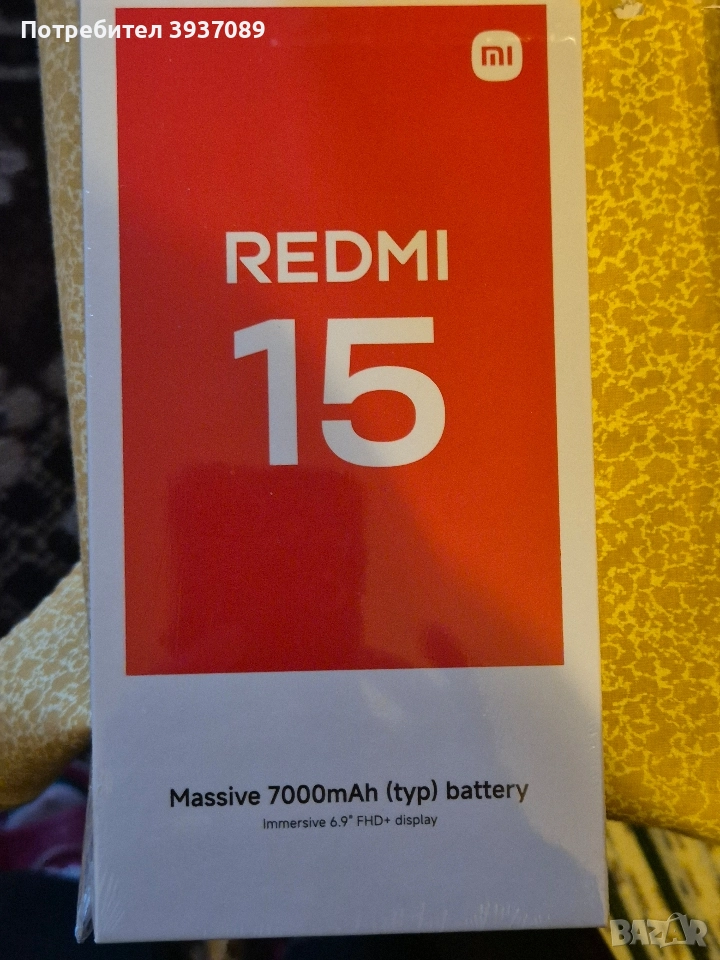 Потребител 3937089
mi
REDMI
15
Massive 7000mAh (typ) battery
Immersive 6.9" FHD+ display
BAZAR